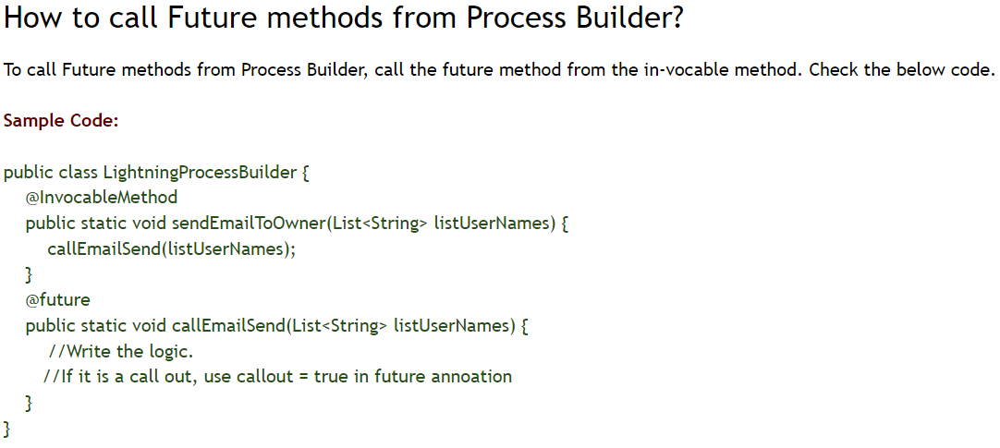 How to call Future methods from Process Builder?
To call Future methods from Process Builder, call the future method from the in-vocable method. Check the below code.
Sample Code:
public class LightningProcessBuilder {
@InvocableMethod
public static void sendEmailToOwner(List<String> listUserNames) {
callEmailSend(listUserNames);
}
@future
public static void callEmailSend(List<String> listUserNames) {
//Write the logic.
//If it is a call out, use callout = true in future annoation
}
}